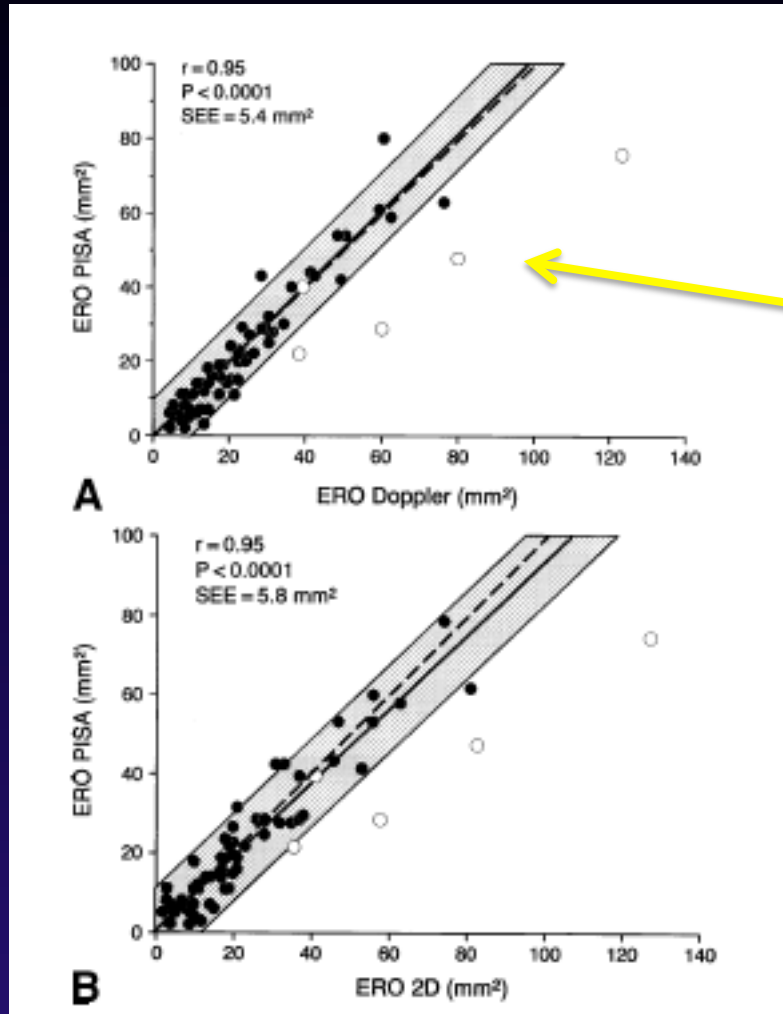 r = 0.95
P < 0.0001
SEE = 5.4 mm²
ERO PISA (mm²)
100
80
60
40
20
0
0 20 40 60 80 100 120 140
A
ERO Doppler (mm²)
r = 0.95
P < 0.0001
SEE = 5.8 mm²
ERO PISA (mm²)
100
80
60
40
20
0
0 20 40 60 80 100 120 140
B
ERO 2D (mm²)